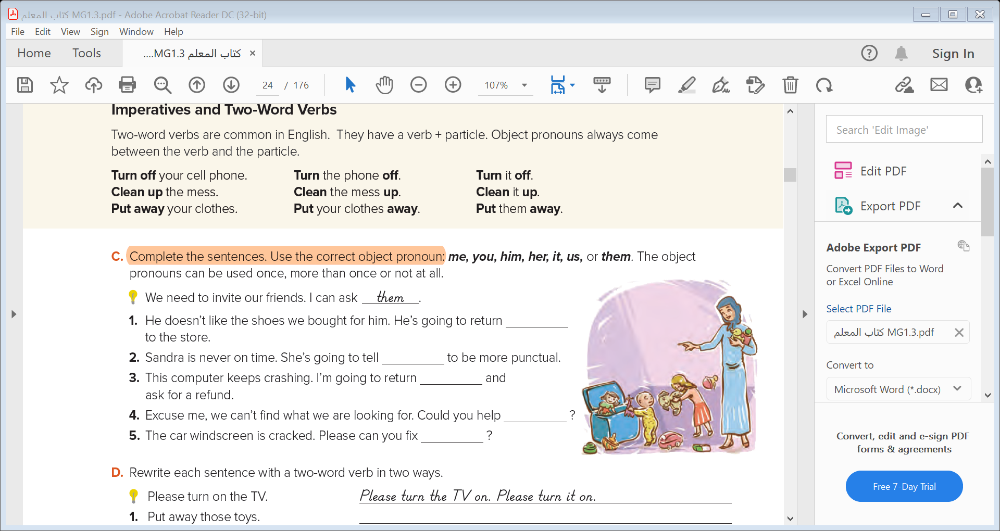 كتاب المعلم MG1.3.pdf - Adobe Acrobat Reader DC (32-bit)
File Edit View Sign Window Help
Home Tools كتاب المعلم MG1.3.... × Sign In
24 / 176 107%
Imperatives and Two-Word Verbs
Two-word verbs are common in English. They have a verb + particle. Object pronouns always come
between the verb and the particle.
Turn off your cell phone. Turn the phone off. Turn it off.
Clean up the mess. Clean the mess up. Clean it up.
Put away your clothes. Put your clothes away. Put them away.
C. Complete the sentences. Use the correct object pronoun: me, you, him, her, it, us, or them. The object
pronouns can be used once, more than once or not at all.
We need to invite our friends. I can ask them.
1. He doesn't like the shoes we bought for him. He's going to return ________
to the store.
2. Sandra is never on time. She's going to tell ________ to be more punctual.
3. This computer keeps crashing. I'm going to return ________ and
ask for a refund.
4. Excuse me, we can't find what we are looking for. Could you help ________ ?
5. The car windscreen is cracked. Please can you fix ________ ?
D. Rewrite each sentence with a two-word verb in two ways.
Please turn on the TV. Please turn the TV on. Please turn it on.
1. Put away those toys. ________
Search 'Edit Image'
Edit PDF
Export PDF
Adobe Export PDF
Convert PDF Files to Word
or Excel Online
Select PDF File
كتاب المعلم MG1.3.pdf
Convert to
Microsoft Word (*.docx)
Convert, edit and e-sign PDF
forms & agreements
Free 7-Day Trial